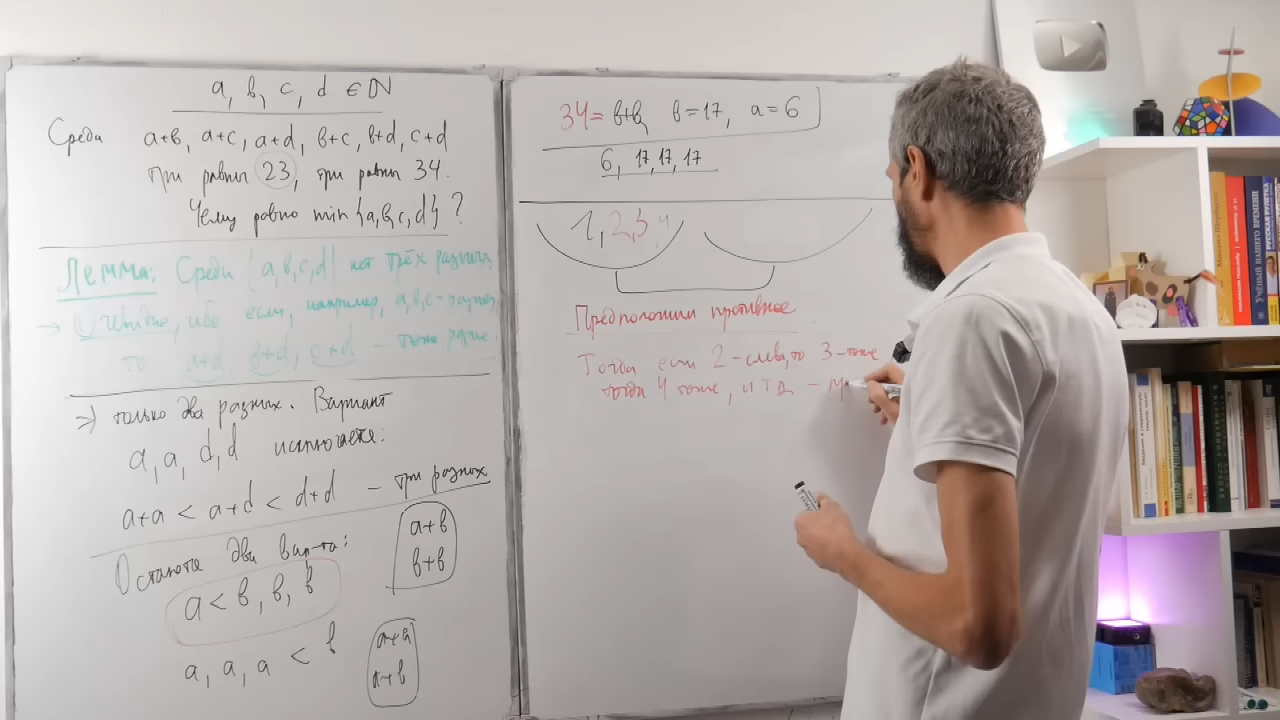 a, b, c, d ∈ ℕ
Среди a+b, a+c, a+d, b+c, b+d, c+d
три равны 23, три равны 34.
Чему равно min{a,b,c,d}?
Лемма: Среди {a,b,c,d} нет трёх разных.
Очевидно, ибо если, например, a,b,c - разные,
то a+d, b+d, c+d - тоже разные.
⇒ только два разных. Вариант
a, a, d, d исключаем:
a+a < a+d < d+d - три разных
Остаются два вар-та:
a < b, b, b
a+b
b+b
a, a, a < b
a+a
a+b
34 = b+b, b=17, a=6
6, 17, 17, 17
1, 2, 3, 4
Предположим противное
Тогда если 2-слева, то 3-тоже
тогда 4 тоже, и т д -